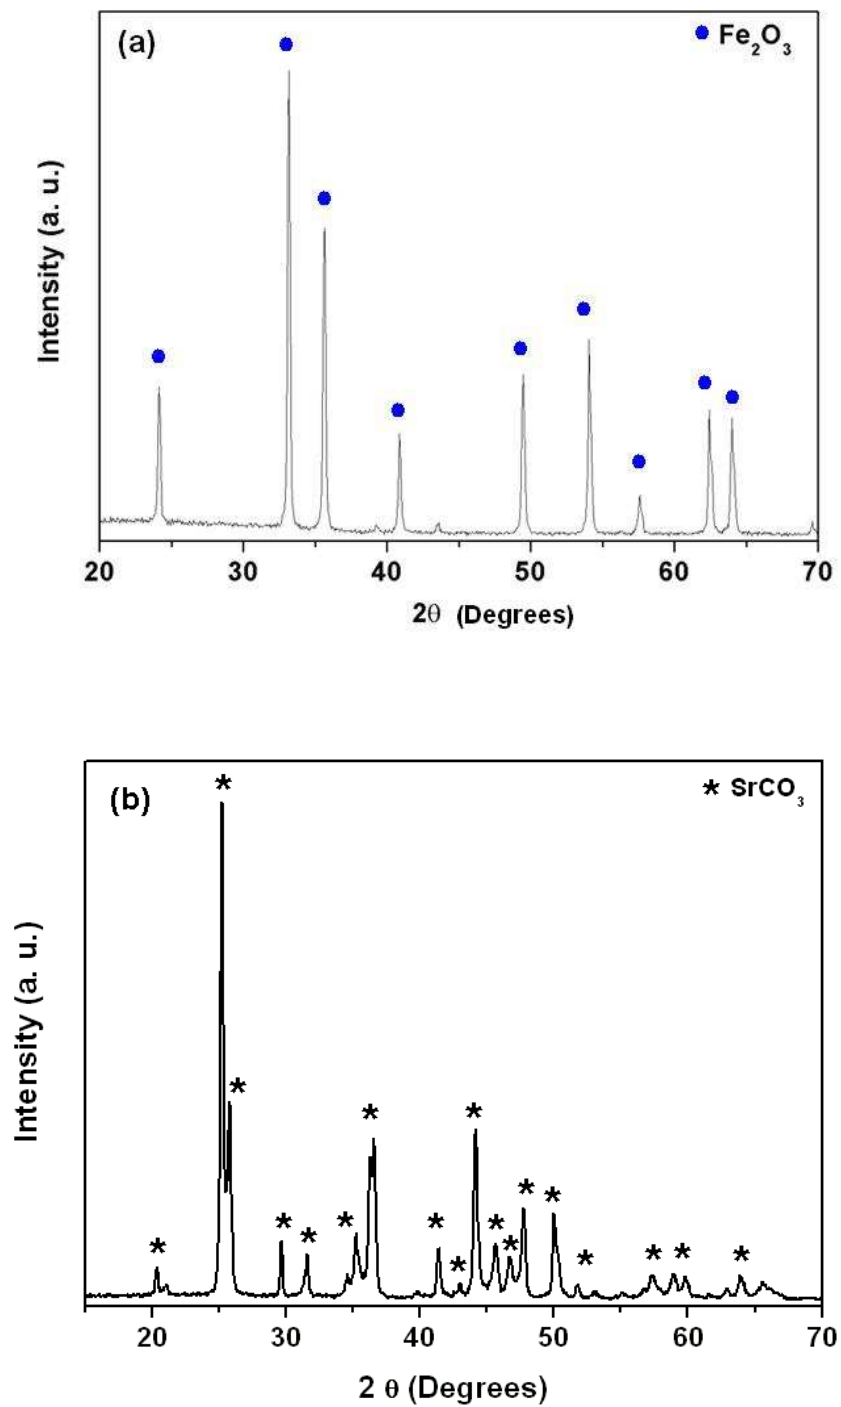 (a)
● Fe₂O₃
Intensity (a. u.)
20 30 40 50 60 70
2θ (Degrees)
(b)
* SrCO₃
Intensity (a. u.)
20 30 40 50 60 70
2 θ (Degrees)